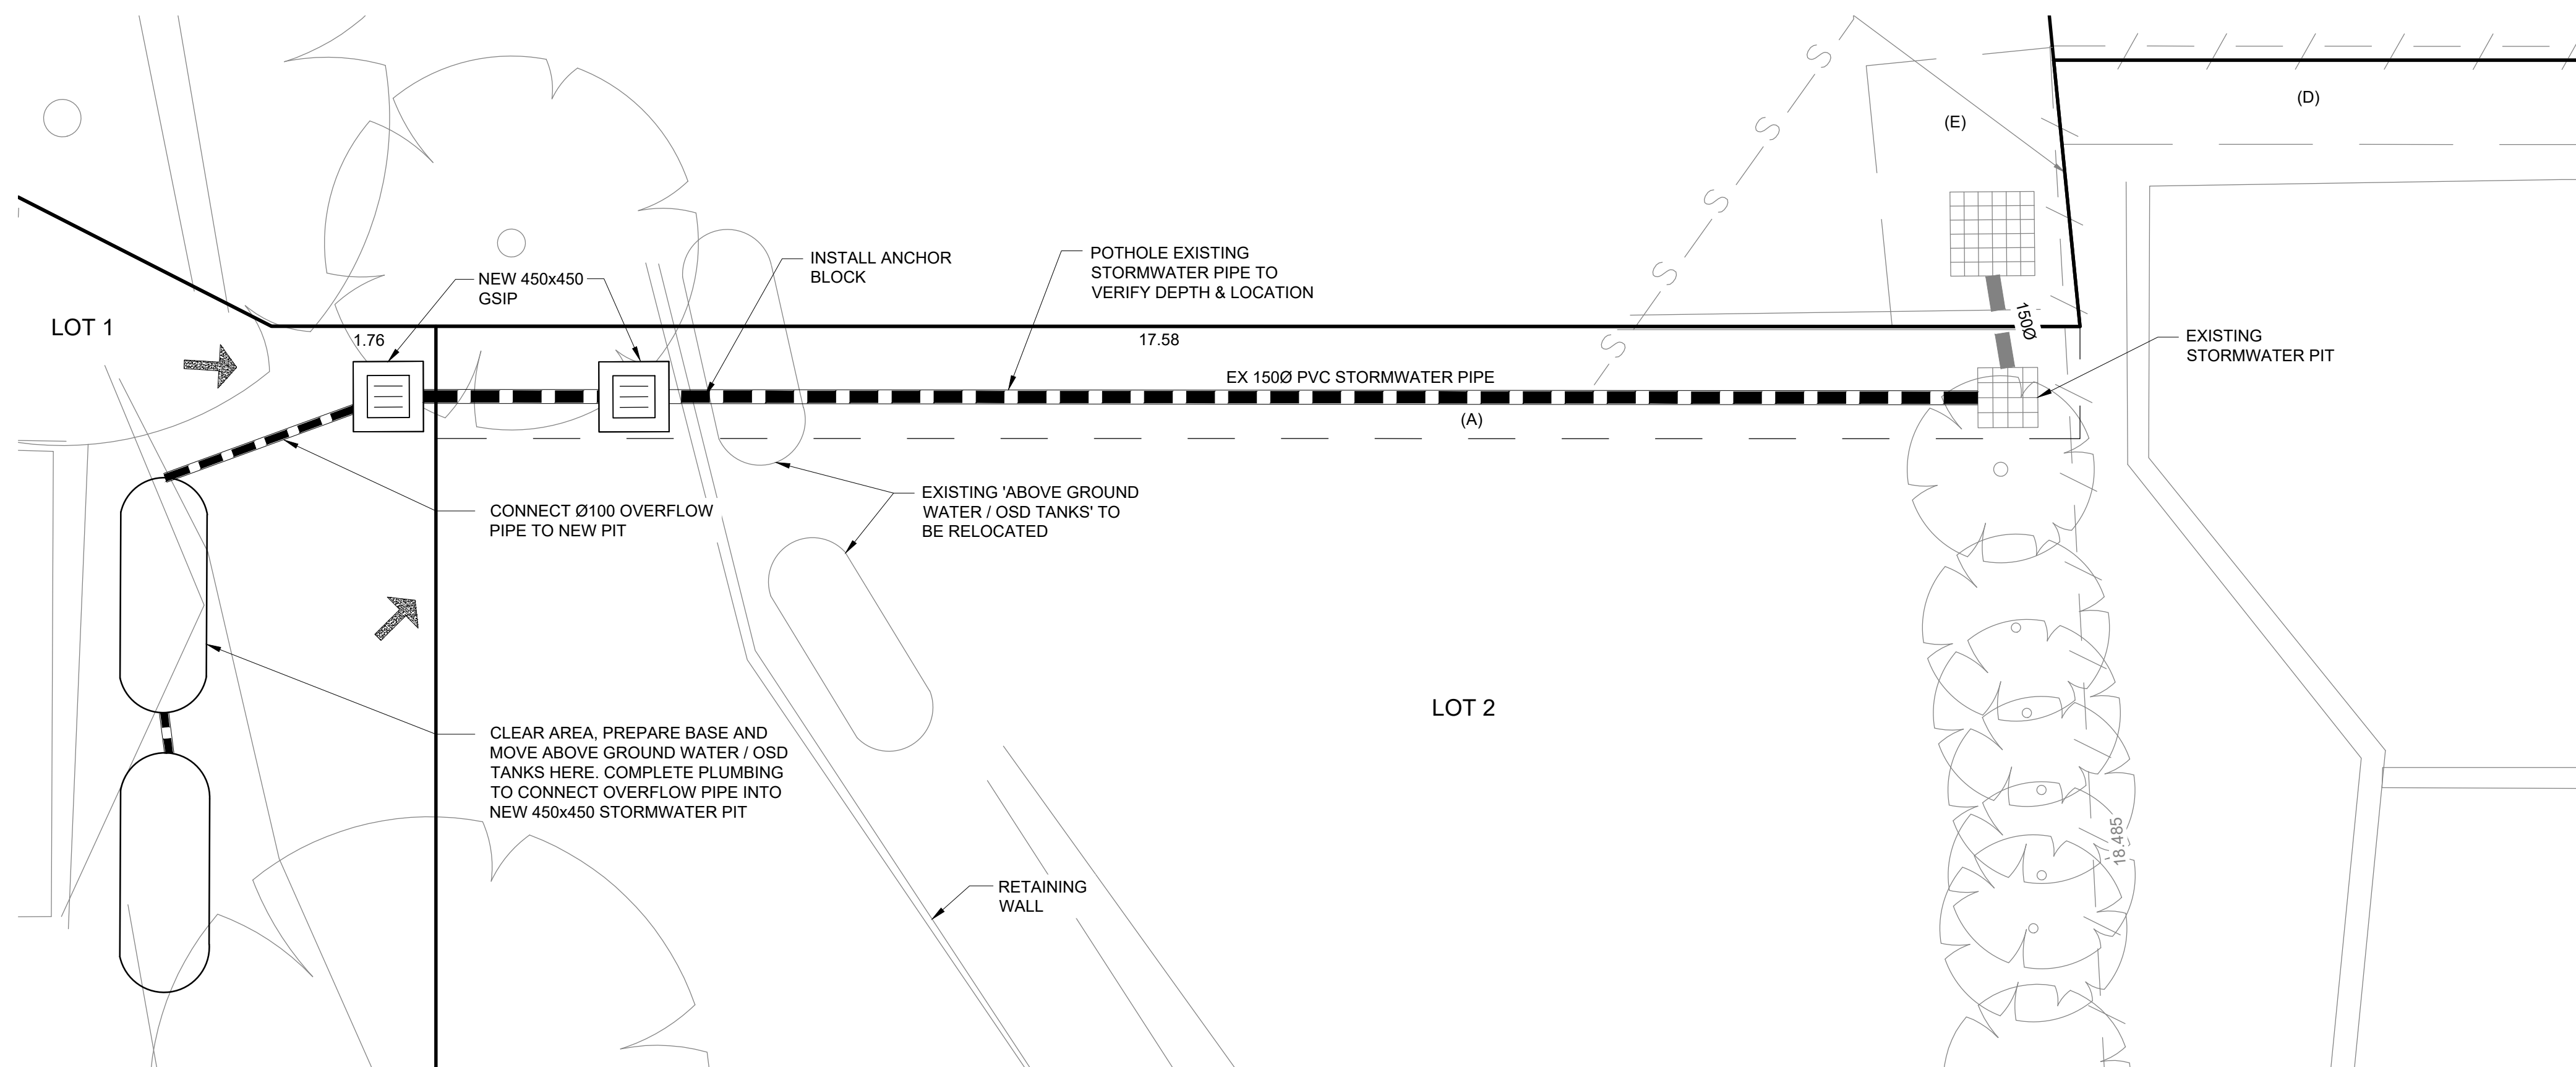 S
(D)
(E)
S
S
S
S
S
NEW 450x450
GSIP
INSTALL ANCHOR
BLOCK
POTHOLE EXISTING
STORMWATER PIPE TO
VERIFY DEPTH & LOCATION
LOT 1
1.76
17.58
150Ø
EXISTING
STORMWATER PIT
EX 150Ø PVC STORMWATER PIPE
(A)
CONNECT Ø100 OVERFLOW
PIPE TO NEW PIT
EXISTING 'ABOVE GROUND
WATER / OSD TANKS' TO
BE RELOCATED
LOT 2
CLEAR AREA, PREPARE BASE AND
MOVE ABOVE GROUND WATER / OSD
TANKS HERE. COMPLETE PLUMBING
TO CONNECT OVERFLOW PIPE INTO
NEW 450x450 STORMWATER PIT
18.485
RETAINING
WALL